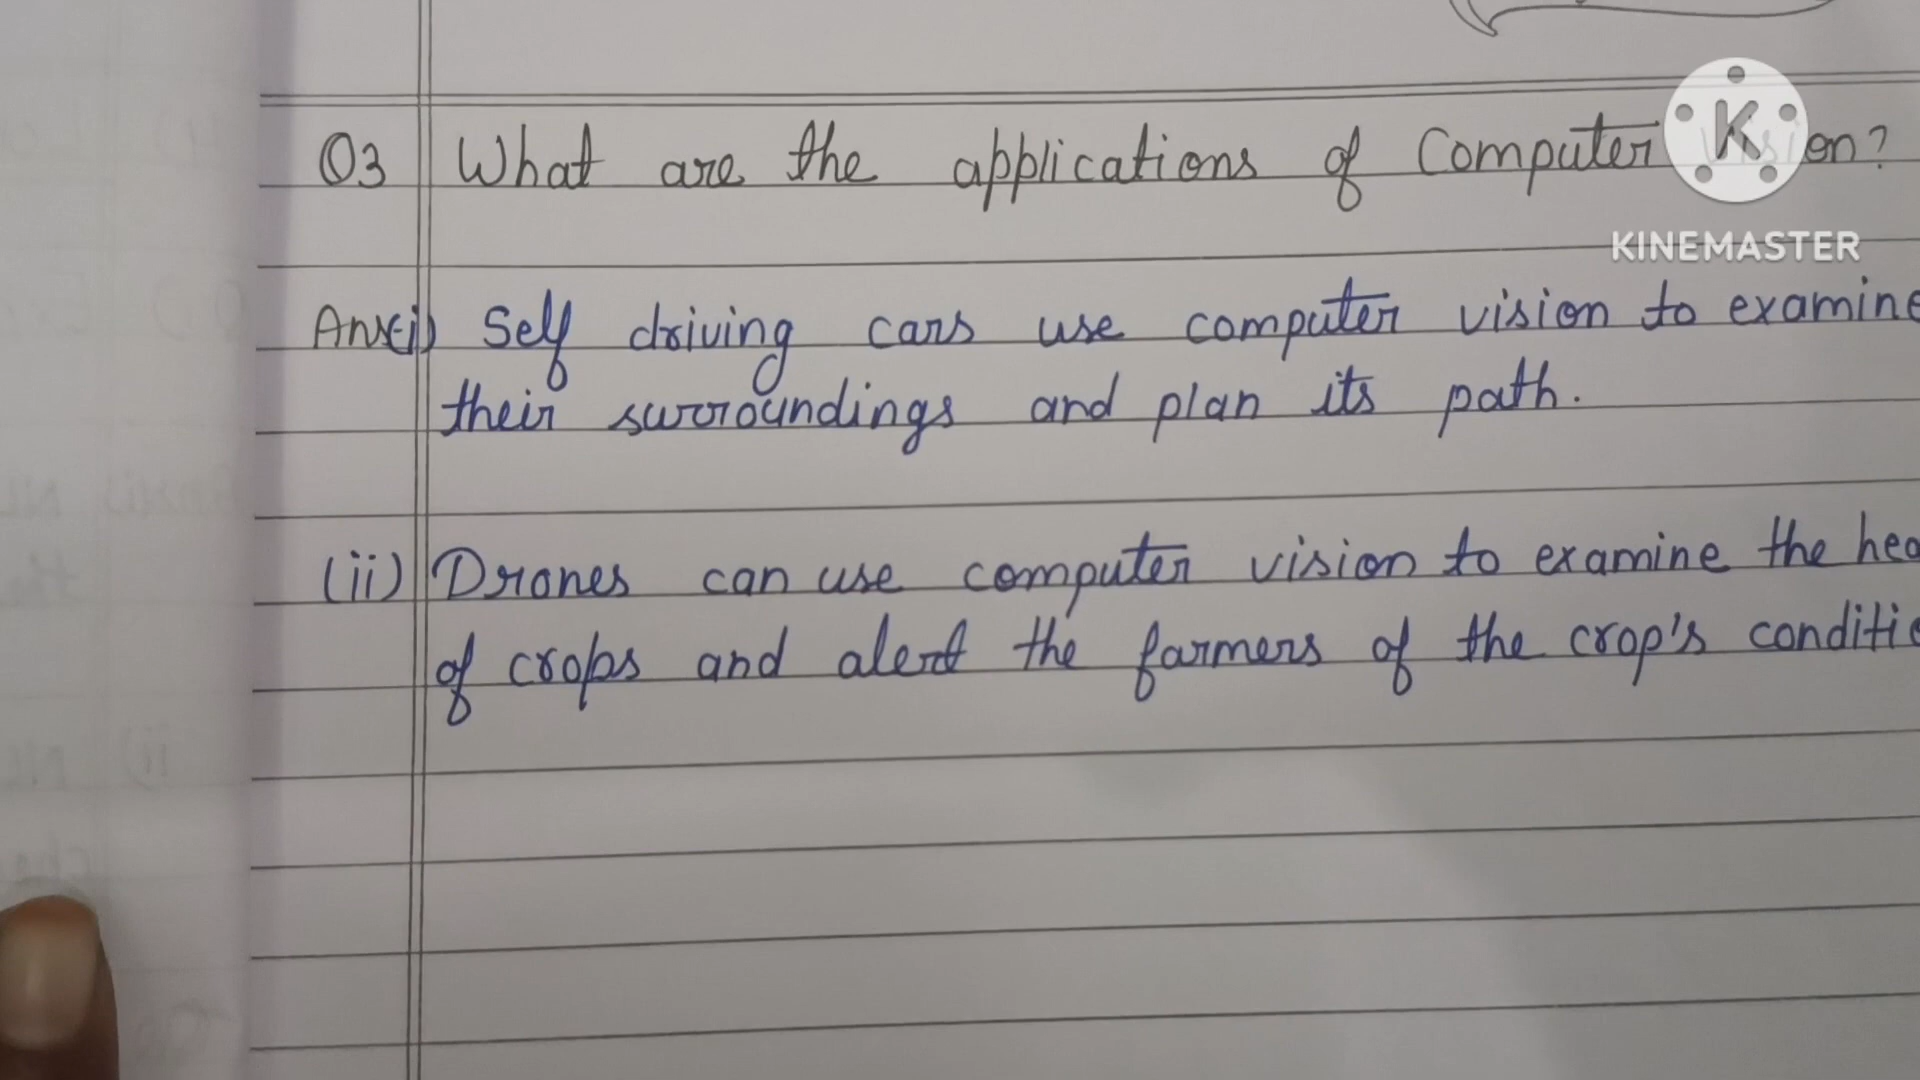 Q3 What are the applications of Computer vision?
KINEMASTER
Ans(i) Self driving cars use computer vision to examine
their surroundings and plan its path.
(ii) Drones can use computer vision to examine the
of crops and alert the farmers of the crop's